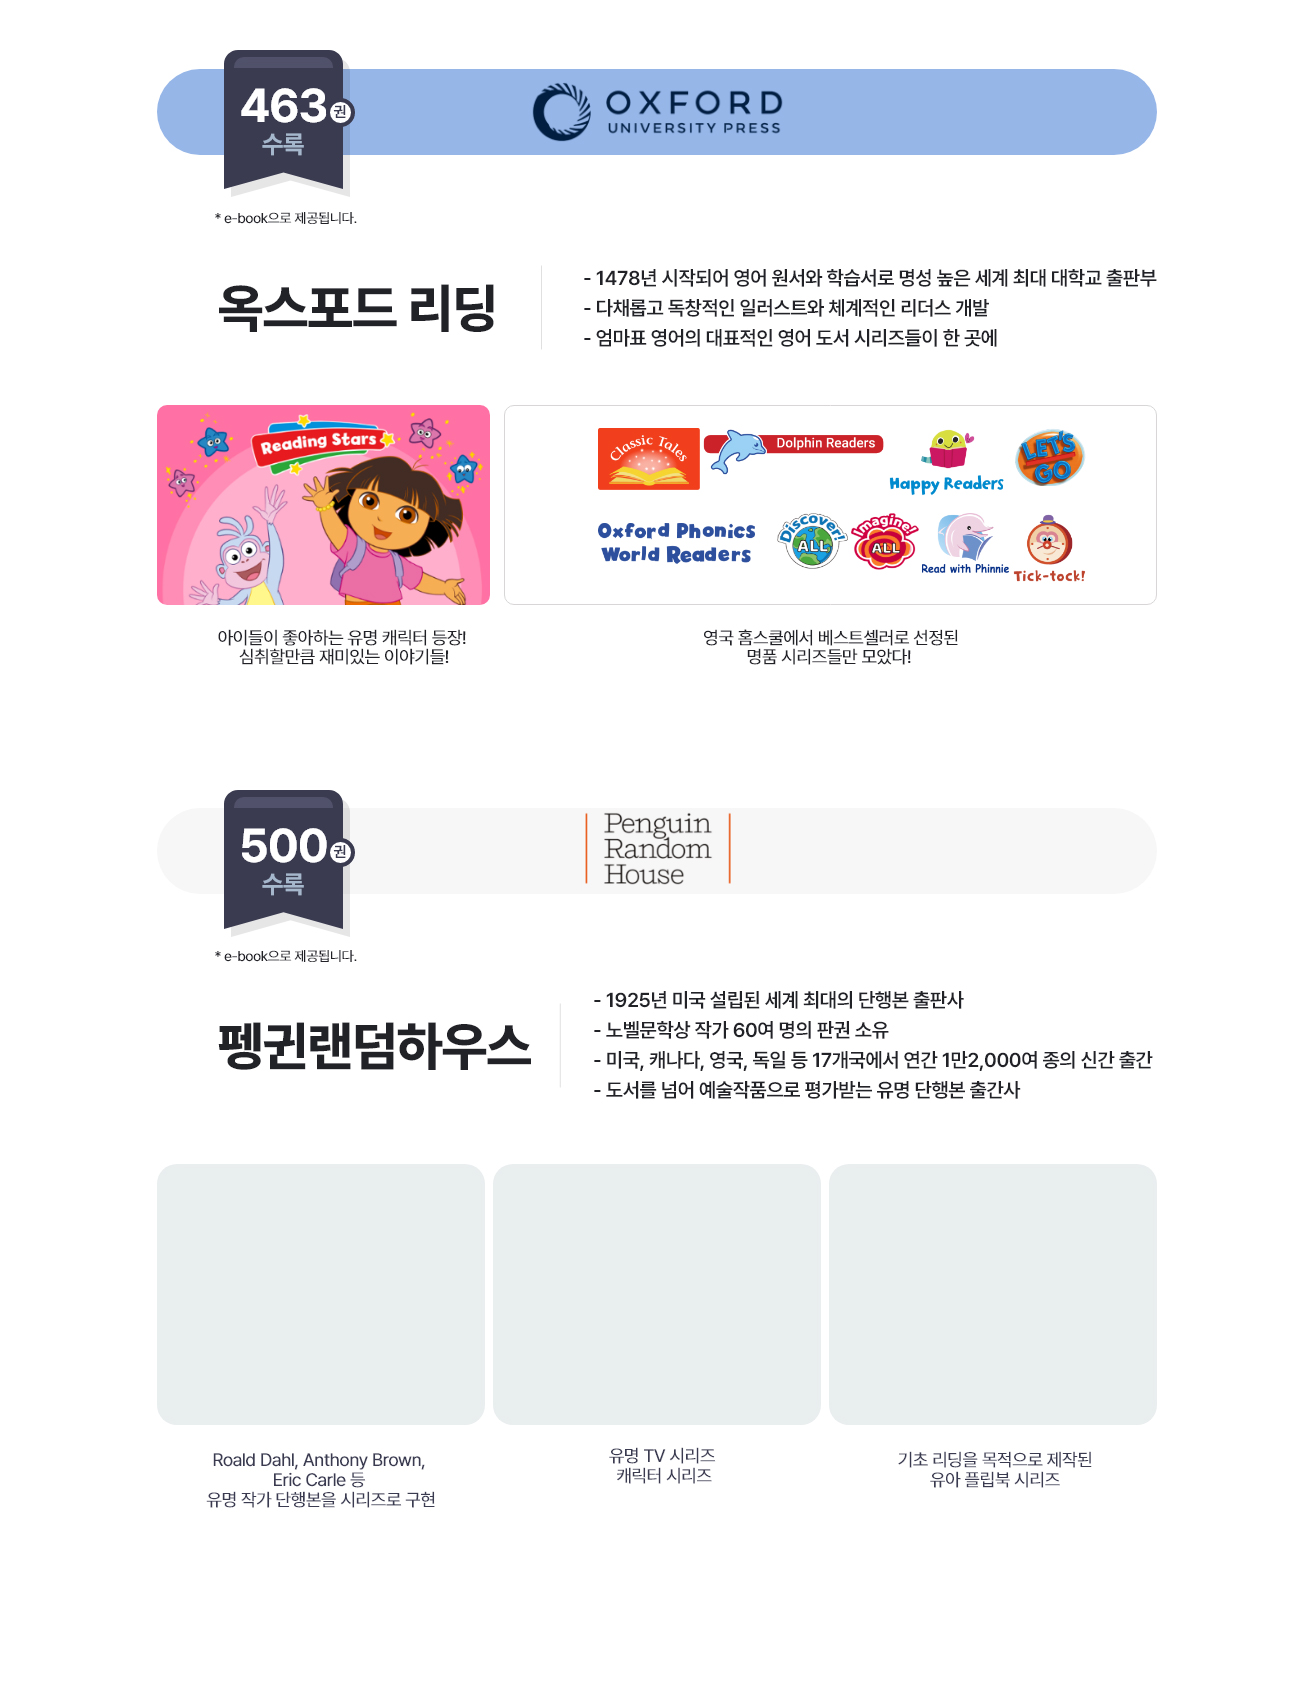 463권
수록
OXFORD
UNIVERSITY PRESS
* e-book으로 제공됩니다.
옥스포드 리딩
- 1478년 시작되어 영어 원서와 학습서로 명성 높은 세계 최대 대학교 출판부
- 다채롭고 독창적인 일러스트와 체계적인 리더스 개발
- 엄마표 영어의 대표적인 영어 도서 시리즈들이 한 곳에
Reading Stars
Classic Tales
Dolphin Readers
Happy Readers
LET'S
GO
Oxford Phonics
World Readers
Discover!
ALL
Imagine!
ALL
Read with Phinnie
Tick-tock!
아이들이 좋아하는 유명 캐릭터 등장!
심취할만큼 재미있는 이야기들!
영국 홈스쿨에서 베스트셀러로 선정된
명품 시리즈들만 모았다!
500권
수록
Penguin
Random
House
* e-book으로 제공됩니다.
펭귄랜덤하우스
- 1925년 미국 설립된 세계 최대의 단행본 출판사
- 노벨문학상 작가 60여 명의 판권 소유
- 미국, 캐나다, 영국, 독일 등 17개국에서 연간 1만2,000여 종의 신간 출간
- 도서를 넘어 예술작품으로 평가받는 유명 단행본 출간사
Roald Dahl, Anthony Brown,
Eric Carle 등
유명 작가 단행본을 시리즈로 구현
유명 TV 시리즈
캐릭터 시리즈
기초 리딩을 목적으로 제작된
유아 플립북 시리즈